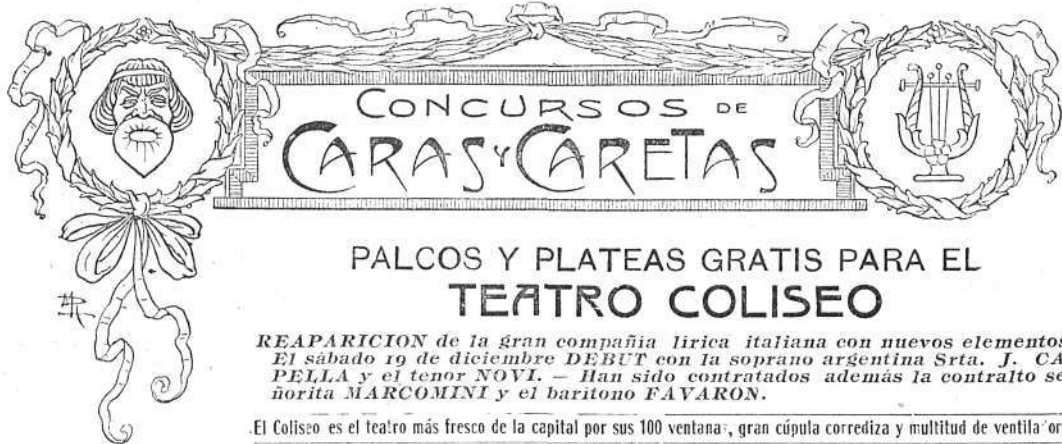 CONCURSOS DE
CARAS Y CARETAS
PALCOS Y PLATEAS GRATIS PARA EL
TEATRO COLISEO
REAPARICION de la gran compañia lirica italiana con nuevos elementos
El sábado 19 de diciembre DEBUT con la soprano argentina Srta. J. CA
PELLA y el tenor NOVI. — Han sido contratados además la contralto se
ñorita MARCOMINI y el baritono FAVARON.
El Coliseo es el teatro más fresco de la capital por sus 100 ventanas, gran cúpula corrediza y multitud de